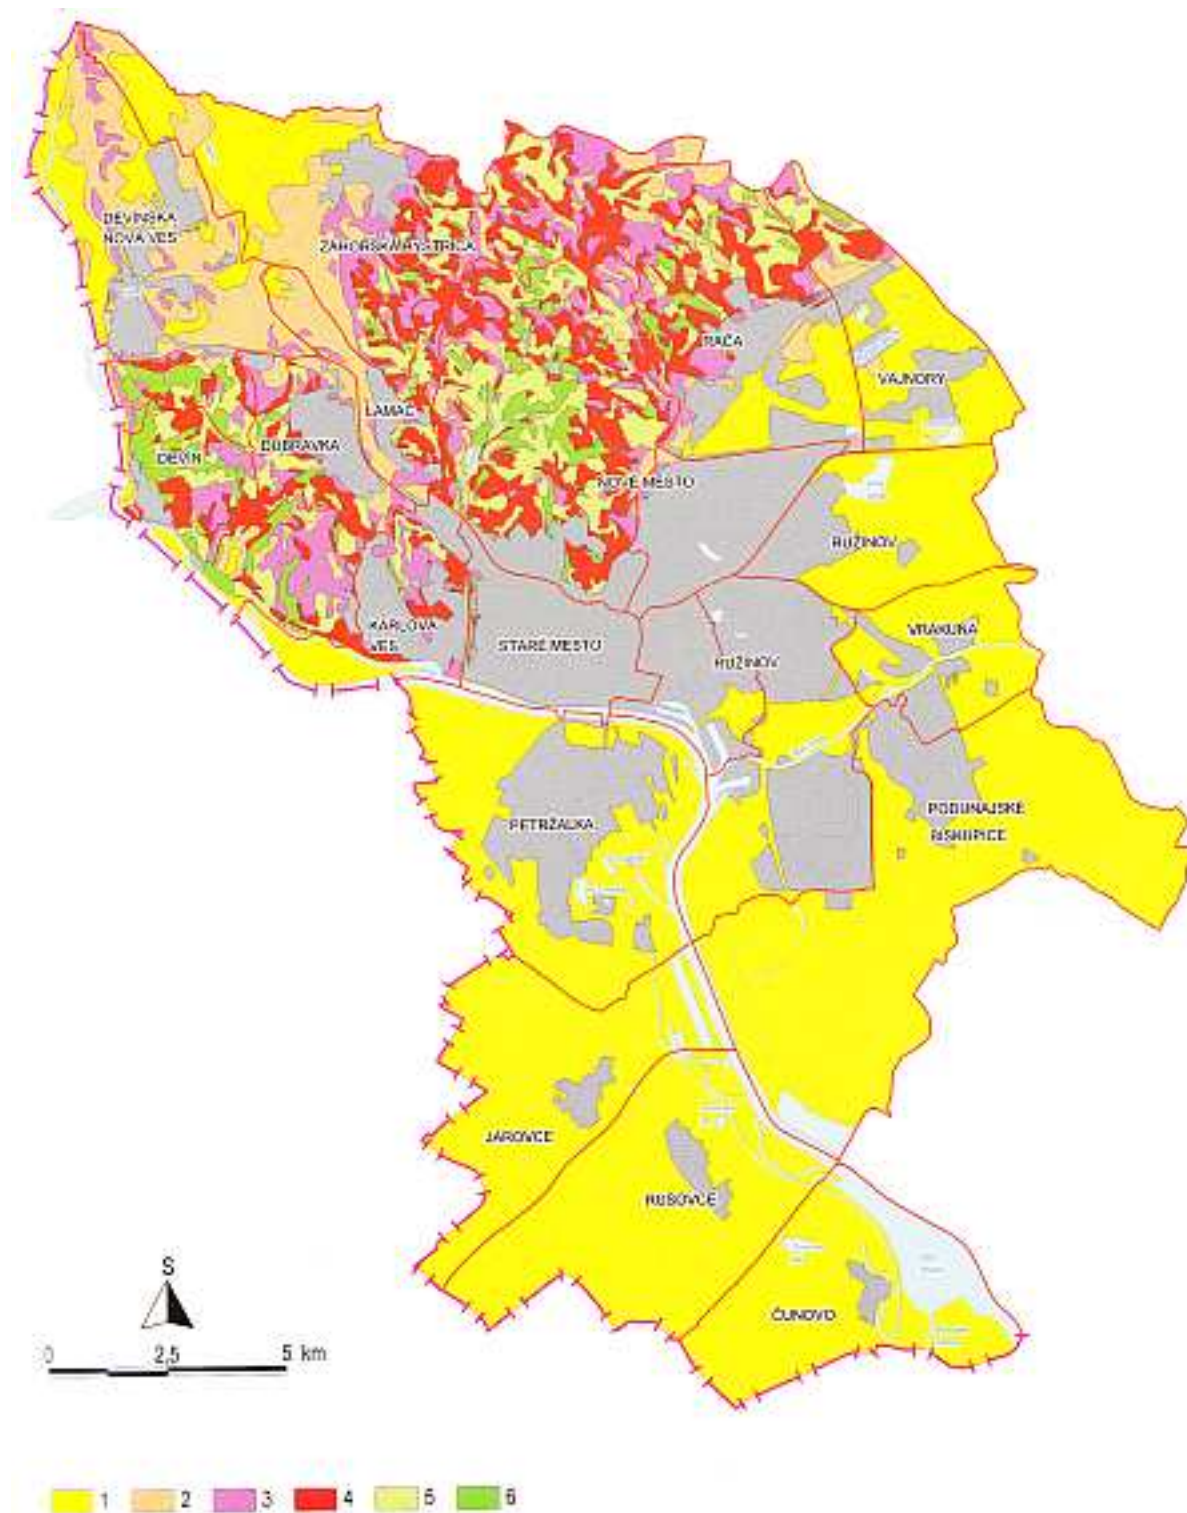 DEVÍNSKA
NOVÁ VES
ZÁHORSKÁ BYSTRICA
RAČA
VAJNORY
LAMAČ
DÚBRAVKA
DEVÍN
NOVÉ MESTO
RUŽINOV
KARLOVA
VES
STARÉ MESTO
VRAKUŇA
RUŽINOV
PETRŽALKA
PODUNAJSKÉ
BISKUPICE
JAROVCE
RUSOVCE
ČUNOVO
S
0 2,5 5 km
1 2 3 4 5 6